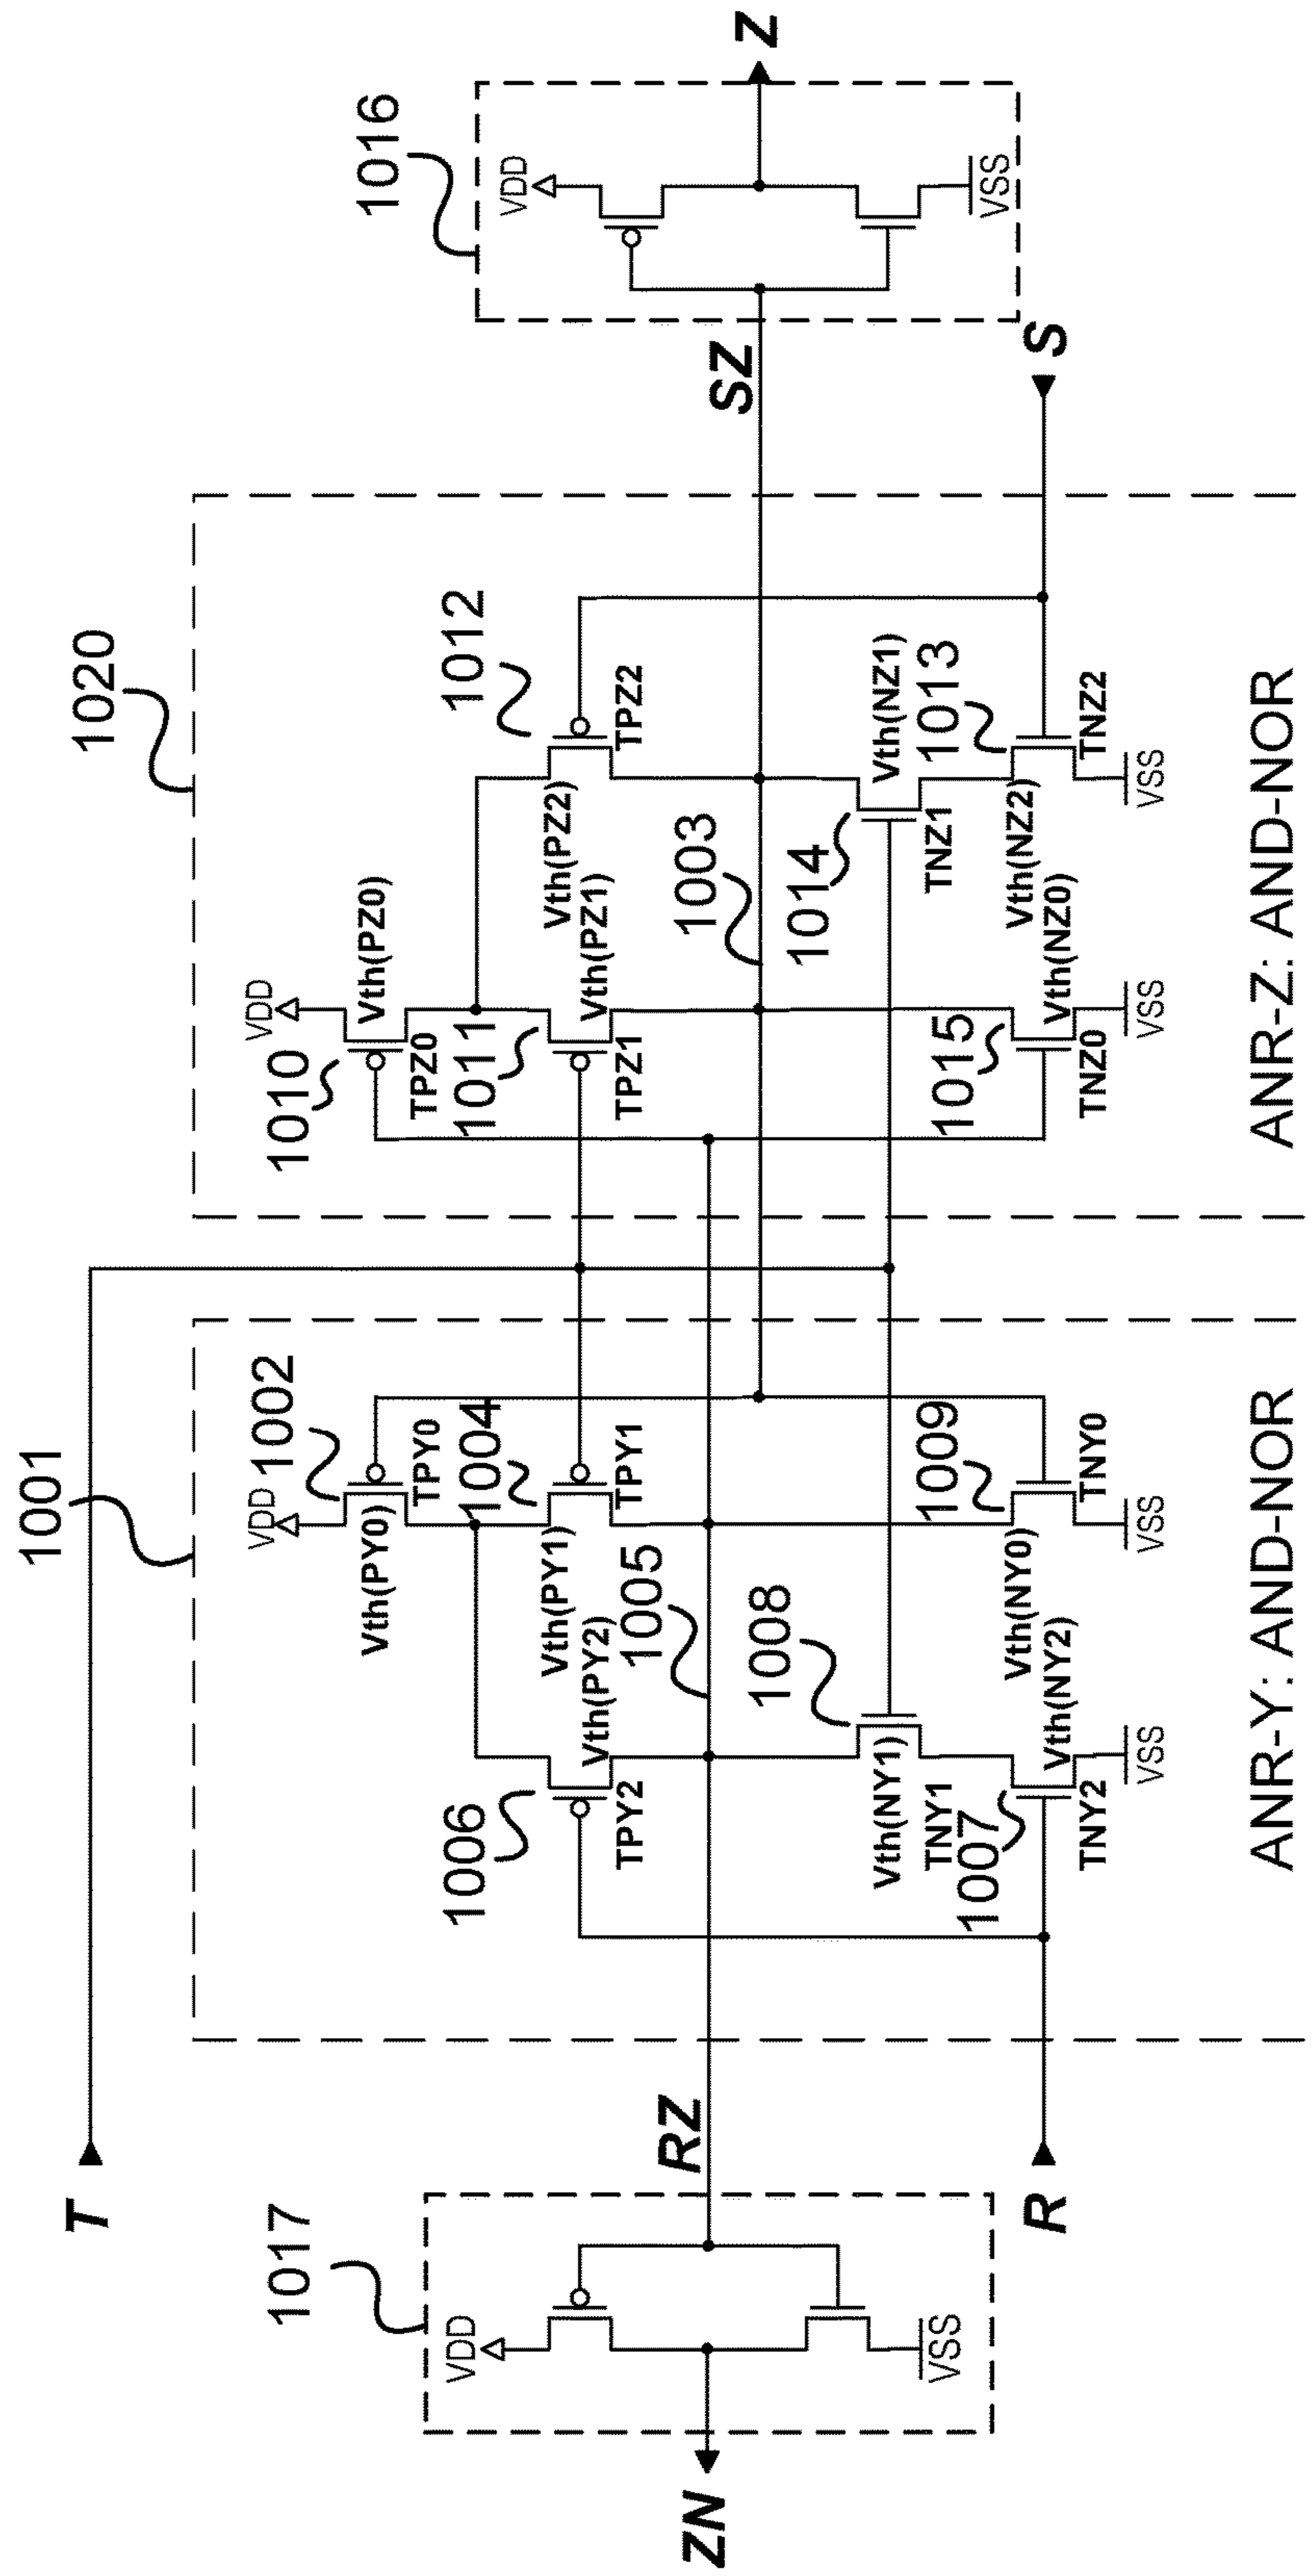 1001
1020
1016
T
1017
VDD
VSS
ZN
RZ
R
VDD
1002
TPY0
Vth(PY0)
1004
TPY1
Vth(PY1)
1006
TPY2
Vth(PY2)
1005
1008
Vth(NY1)
TNY1
1007
TNY2
Vth(NY2)
Vth(NY0)
1009
TNY0
VSS
VSS
ANR-Y: AND-NOR
VDD
1010
TPZ0
Vth(PZ0)
1011
TPZ1
Vth(PZ1)
1012
TPZ2
Vth(PZ2)
1003
1014
TNZ1
Vth(NZ1)
1013
TNZ2
Vth(NZ2)
Vth(NZ0)
1015
TNZ0
VSS
VSS
ANR-Z: AND-NOR
SZ
S
VDD
VSS
Z